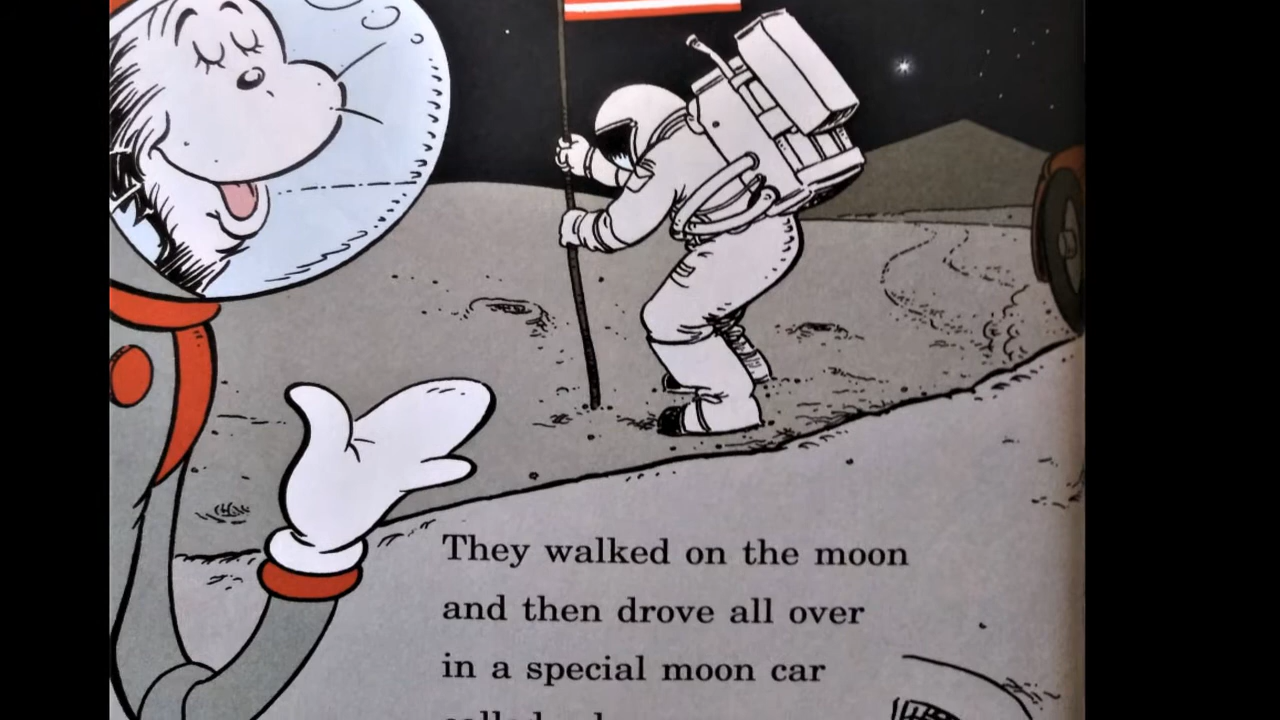 They walked on the moon
and then drove all over
in a special moon car